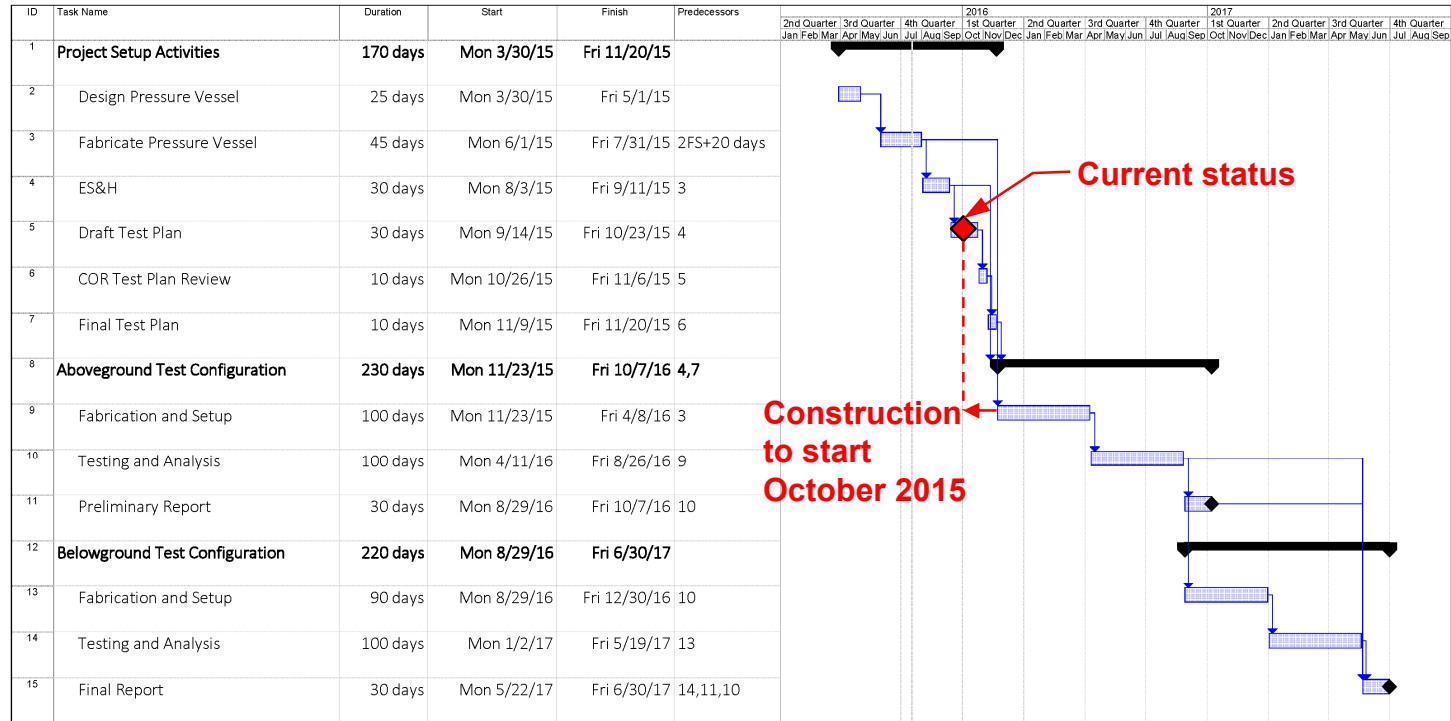 ID Task Name Duration Start Finish Predecessors
2016 2017
2nd Quarter 3rd Quarter 4th Quarter 1st Quarter 2nd Quarter 3rd Quarter 4th Quarter 1st Quarter 2nd Quarter 3rd Quarter 4th Quarter
Jan Feb Mar Apr May Jun Jul Aug Sep Oct Nov Dec Jan Feb Mar Apr May Jun Jul Aug Sep Oct Nov Dec Jan Feb Mar Apr May Jun Jul Aug Sep
1 Project Setup Activities 170 days Mon 3/30/15 Fri 11/20/15
2 Design Pressure Vessel 25 days Mon 3/30/15 Fri 5/1/15
3 Fabricate Pressure Vessel 45 days Mon 6/1/15 Fri 7/31/15 2FS+20 days
4 ES&H 30 days Mon 8/3/15 Fri 9/11/15 3
Current status
5 Draft Test Plan 30 days Mon 9/14/15 Fri 10/23/15 4
6 COR Test Plan Review 10 days Mon 10/26/15 Fri 11/6/15 5
7 Final Test Plan 10 days Mon 11/9/15 Fri 11/20/15 6
8 Aboveground Test Configuration 230 days Mon 11/23/15 Fri 10/7/16 4,7
9 Fabrication and Setup 100 days Mon 11/23/15 Fri 4/8/16 3
Construction
to start
October 2015
10 Testing and Analysis 100 days Mon 4/11/16 Fri 8/26/16 9
11 Preliminary Report 30 days Mon 8/29/16 Fri 10/7/16 10
12 Belowground Test Configuration 220 days Mon 8/29/16 Fri 6/30/17
13 Fabrication and Setup 90 days Mon 8/29/16 Fri 12/30/16 10
14 Testing and Analysis 100 days Mon 1/2/17 Fri 5/19/17 13
15 Final Report 30 days Mon 5/22/17 Fri 6/30/17 14,11,10